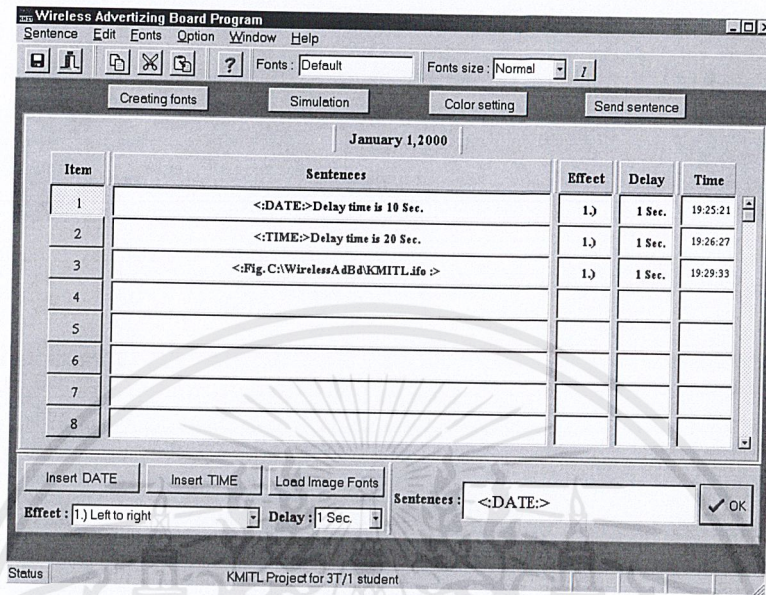 Wireless Advertizing Board Program
Sentence Edit Fonts Option Window Help
? Fonts : Default Fonts size : Normal
Creating fonts Simulation Color setting Send sentence
January 1,2000
Item Sentences Effect Delay Time
1 <:DATE:>Delay time is 10 Sec. 1.) 1 Sec. 19:25:21
2 <:TIME:>Delay time is 20 Sec. 1.) 1 Sec. 19:26:27
3 <:Fig. C:\WirelessAdBd\KMITL.ifo :> 1.) 1 Sec. 19:29:33
4
5
6
7
8
Insert DATE Insert TIME Load Image Fonts
Sentences : <:DATE:> OK
Effect : 1.) Left to right Delay : 1 Sec.
Status KMITL Project for 3T/1 student